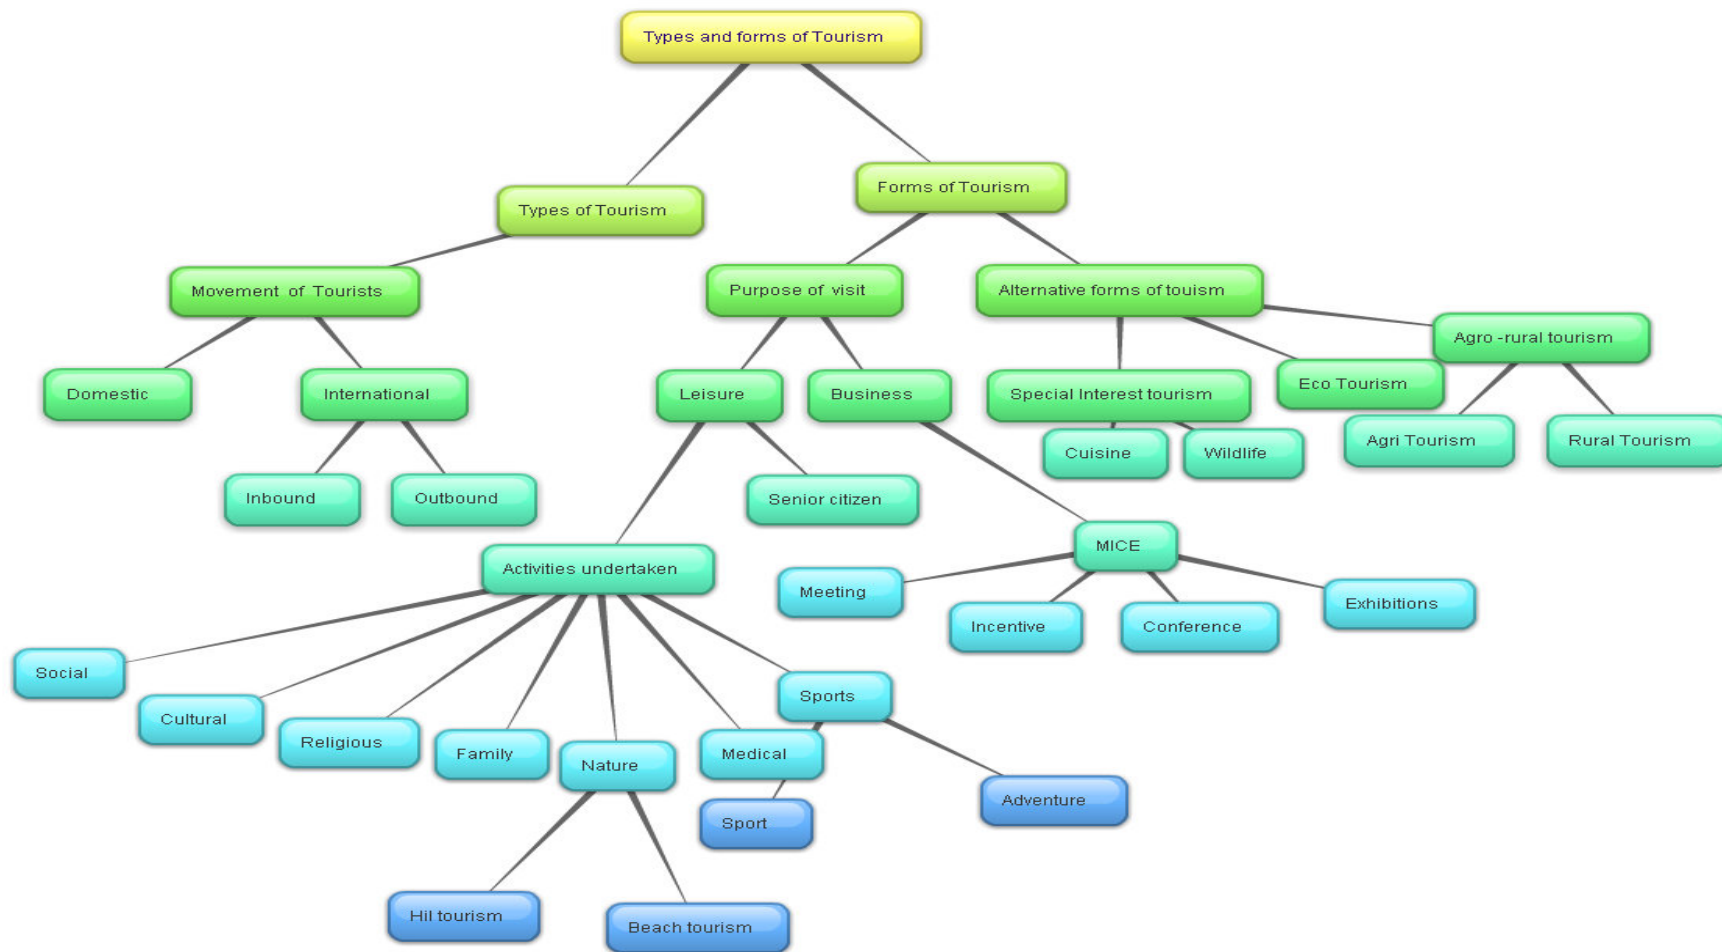 Types and forms of Tourism
Forms of Tourism
Types of Tourism
Movement of Tourists
Purpose of visit
Alternative forms of touism
Agro -rural tourism
Domestic
International
Leisure
Business
Special Interest tourism
Eco Tourism
Agri Tourism
Rural Tourism
Cuisine
Wildlife
Inbound
Outbound
Senior citizen
MICE
Activities undertaken
Meeting
Incentive
Conference
Exhibitions
Social
Cultural
Religious
Family
Nature
Medical
Sports
Sport
Adventure
Hil tourism
Beach tourism